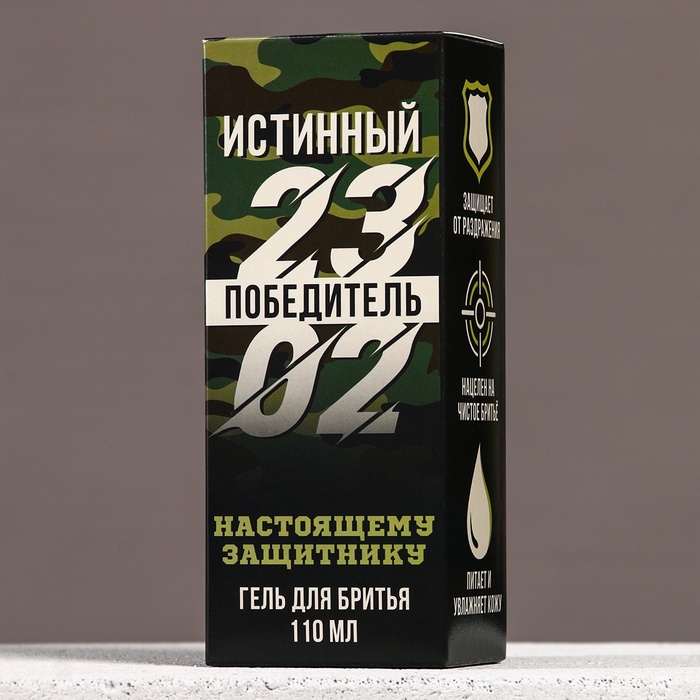 ИСТИННЫЙ
23
ПОБЕДИТЕЛЬ
02
НАСТОЯЩЕМУ
ЗАЩИТНИКУ
ГЕЛЬ ДЛЯ БРИТЬЯ
110 МЛ
ЗАЩИЩАЕТ
ОТ РАЗДРАЖЕНИЯ
НАЦЕЛЕН НА
ЧИСТОЕ БРИТЬЁ
ПИТАЕТ И
УВЛАЖНЯЕТ КОЖУ